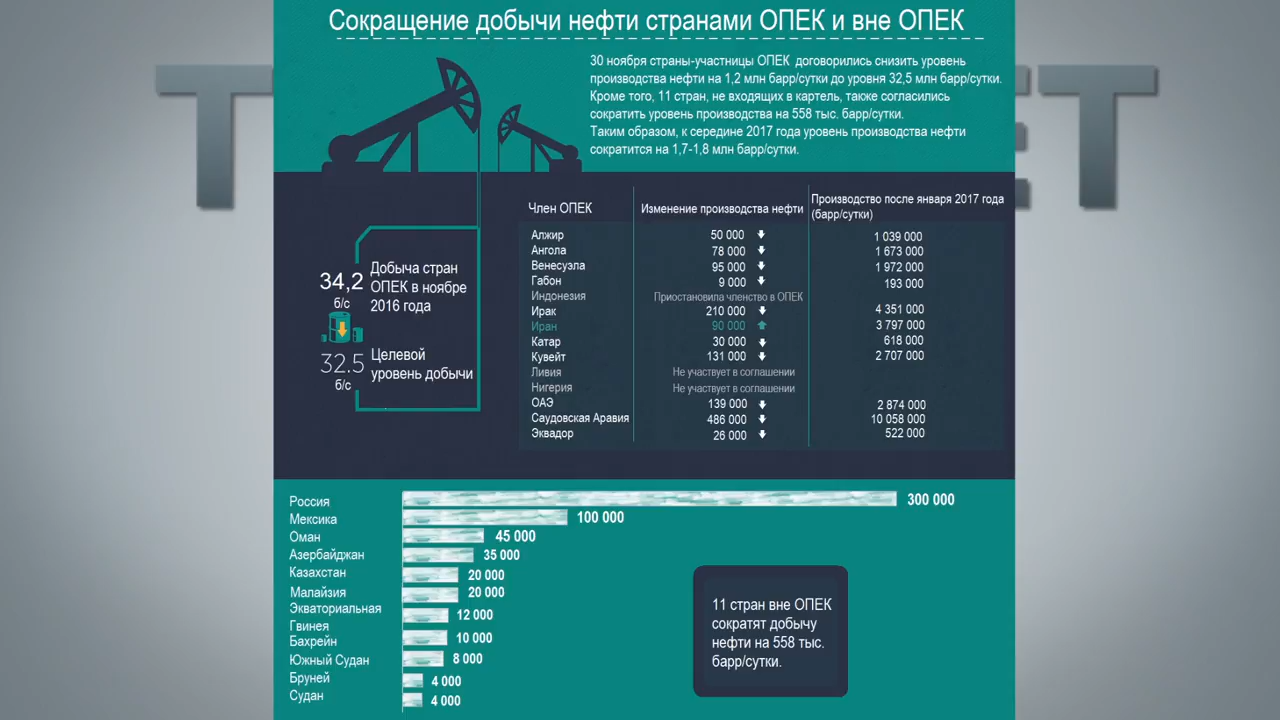 Сокращение добычи нефти странами ОПЕК и вне ОПЕК
30 ноября страны-участницы ОПЕК договорились снизить уровень
производства нефти на 1,2 млн барр/сутки до уровня 32,5 млн барр/сутки.
Кроме того, 11 стран, не входящих в картель, также согласились
сократить уровень производства на 558 тыс. барр/сутки.
Таким образом, к середине 2017 года уровень производства нефти
сократится на 1,7-1,8 млн барр/сутки.
34,2
б/с
Добыча стран
ОПЕК в ноябре
2016 года
32.5
б/с
Целевой
уровень добычи
Член ОПЕК Изменение производства нефти Производство после января 2017 года
(барр/сутки)
Алжир 50 000 1 039 000
Ангола 78 000 1 673 000
Венесуэла 95 000 1 972 000
Габон 9 000 193 000
Индонезия Приостановила членство в ОПЕК
Ирак 210 000 4 351 000
Иран 90 000 3 797 000
Катар 30 000 618 000
Кувейт 131 000 2 707 000
Ливия Не участвует в соглашении
Нигерия Не участвует в соглашении
ОАЭ 139 000 2 874 000
Саудовская Аравия 486 000 10 058 000
Эквадор 26 000 522 000
Россия 300 000
Мексика 100 000
Оман 45 000
Азербайджан 35 000
Казахстан 20 000
Малайзия 20 000
Экваториальная
Гвинея 12 000
Бахрейн 10 000
Южный Судан 8 000
Бруней 4 000
Судан 4 000
11 стран вне ОПЕК
сократят добычу
нефти на 558 тыс.
барр/сутки.